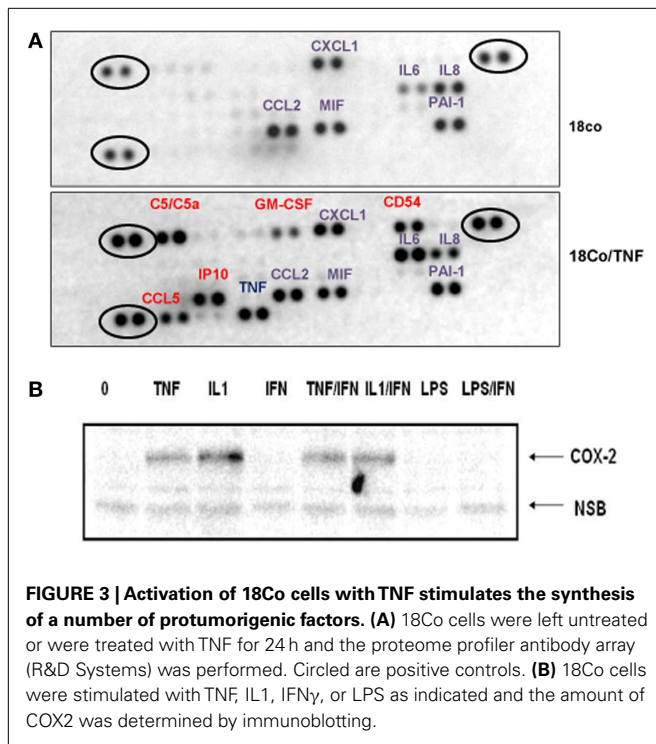 A
CXCL1
IL6 IL8
CCL2 MIF PAI-1
18co
C5/C5a GM-CSF CXCL1 CD54
IL6 IL8
IP10 CCL2 MIF PAI-1
CCL5 TNF
18Co/TNF
B
0 TNF IL1 IFN TNF/IFN IL1/IFN LPS LPS/IFN
COX-2
NSB
FIGURE 3 | Activation of 18Co cells with TNF stimulates the synthesis
of a number of protumorigenic factors. (A) 18Co cells were left untreated
or were treated with TNF for 24 h and the proteome profiler antibody array
(R&D Systems) was performed. Circled are positive controls. (B) 18Co cells
were stimulated with TNF, IL1, IFNγ, or LPS as indicated and the amount of
COX2 was determined by immunoblotting.